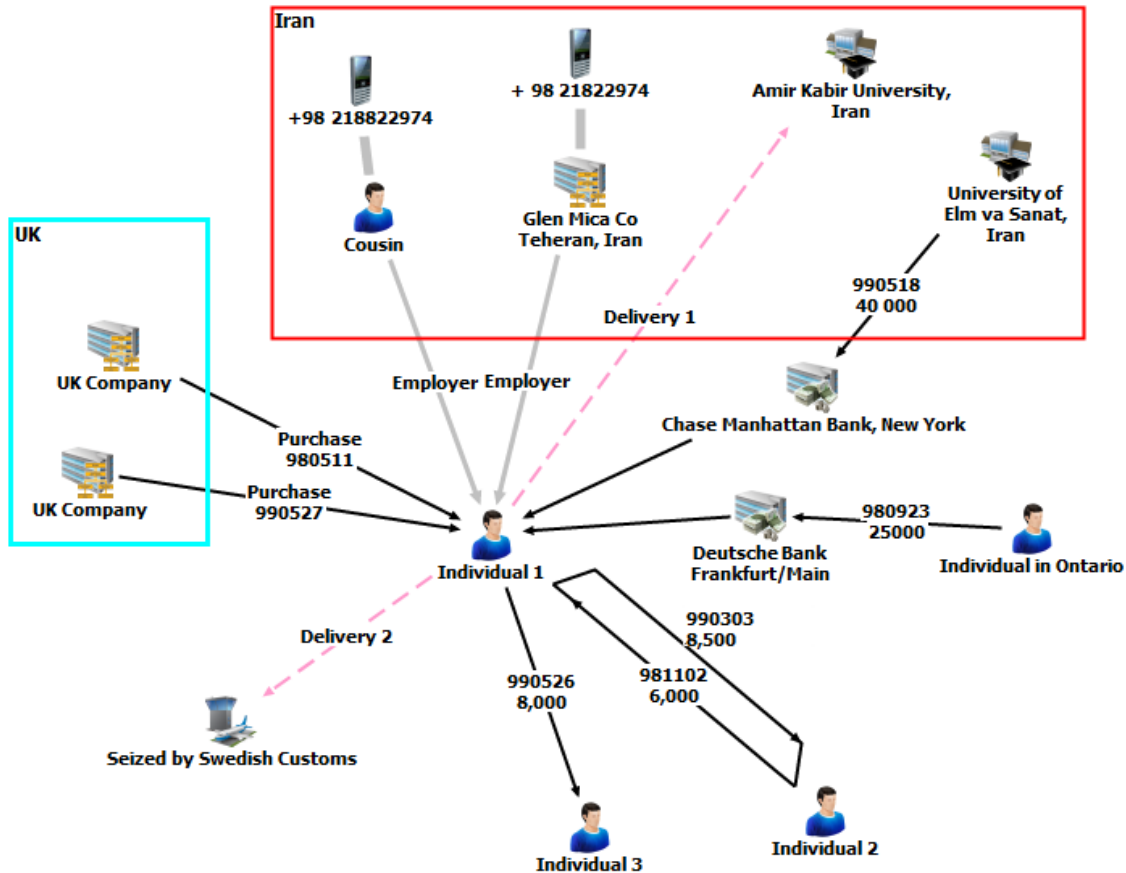 Iran
+98 218822974
+ 98 21822974
Amir Kabir University,
Iran
University of
Elm va Sanat,
Iran
Cousin
Glen Mica Co
Teheran, Iran
UK
990518
40 000
Delivery 1
UK Company
Employer
Employer
Chase Manhattan Bank, New York
Purchase
980511
UK Company
Purchase
990527
980923
25000
Individual 1
Deutsche Bank
Frankfurt/Main
Individual in Ontario
Delivery 2
990303
8,500
990526
8,000
981102
6,000
Seized by Swedish Customs
Individual 3
Individual 2